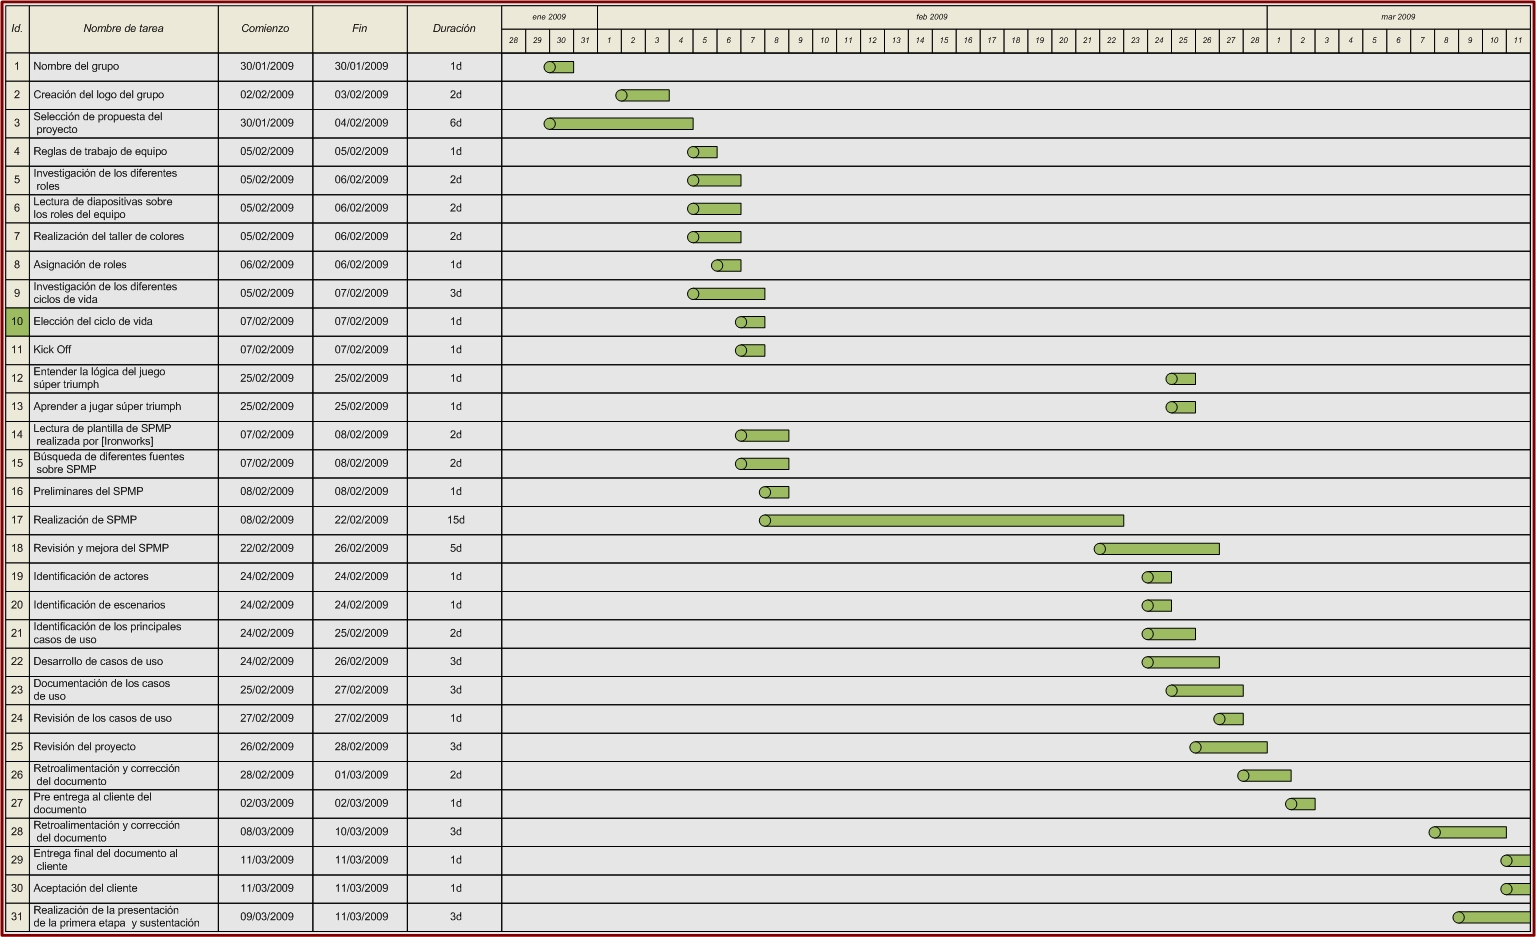 Id.
Nombre de tarea
Comienzo
Fin
Duración
ene 2009
feb 2009
mar 2009
28 29 30 31 1 2 3 4 5 6 7 8 9 10 11 12 13 14 15 16 17 18 19 20 21 22 23 24 25 26 27 28 1 2 3 4 5 6 7 8 9 10 11
1 Nombre del grupo 30/01/2009 30/01/2009 1d
2 Creación del logo del grupo 02/02/2009 03/02/2009 2d
3 Selección de propuesta del
proyecto 30/01/2009 04/02/2009 6d
4 Reglas de trabajo de equipo 05/02/2009 05/02/2009 1d
5 Investigación de los diferentes
roles 05/02/2009 06/02/2009 2d
6 Lectura de diapositivas sobre
los roles del equipo 05/02/2009 06/02/2009 2d
7 Realización del taller de colores 05/02/2009 06/02/2009 2d
8 Asignación de roles 06/02/2009 06/02/2009 1d
9 Investigación de los diferentes
ciclos de vida 05/02/2009 07/02/2009 3d
10 Elección del ciclo de vida 07/02/2009 07/02/2009 1d
11 Kick Off 07/02/2009 07/02/2009 1d
12 Entender la lógica del juego
súper triumph 25/02/2009 25/02/2009 1d
13 Aprender a jugar súper triumph 25/02/2009 25/02/2009 1d
14 Lectura de plantilla de SPMP
realizada por [Ironworks] 07/02/2009 08/02/2009 2d
15 Búsqueda de diferentes fuentes
sobre SPMP 07/02/2009 08/02/2009 2d
16 Preliminares del SPMP 08/02/2009 08/02/2009 1d
17 Realización de SPMP 08/02/2009 22/02/2009 15d
18 Revisión y mejora del SPMP 22/02/2009 26/02/2009 5d
19 Identificación de actores 24/02/2009 24/02/2009 1d
20 Identificación de escenarios 24/02/2009 24/02/2009 1d
21 Identificación de los principales
casos de uso 24/02/2009 25/02/2009 2d
22 Desarrollo de casos de uso 24/02/2009 26/02/2009 3d
23 Documentación de los casos
de uso 25/02/2009 27/02/2009 3d
24 Revisión de los casos de uso 27/02/2009 27/02/2009 1d
25 Revisión del proyecto 26/02/2009 28/02/2009 3d
26 Retroalimentación y corrección
del documento 28/02/2009 01/03/2009 2d
27 Pre entrega al cliente del
documento 02/03/2009 02/03/2009 1d
28 Retroalimentación y corrección
del documento 08/03/2009 10/03/2009 3d
29 Entrega final del documento al
cliente 11/03/2009 11/03/2009 1d
30 Aceptación del cliente 11/03/2009 11/03/2009 1d
31 Realización de la presentación
de la primera etapa y sustentación 09/03/2009 11/03/2009 3d